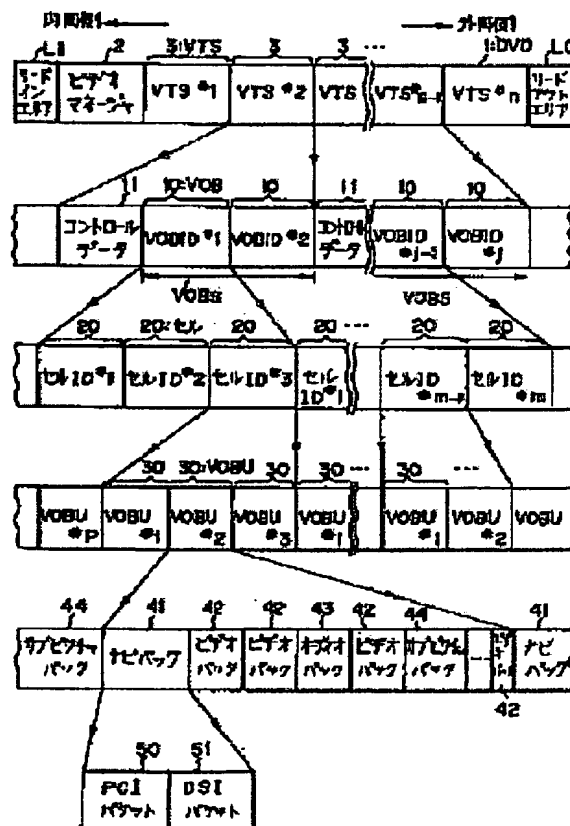 内周側 外周側
LI 2 3:VTS 3 3 ... 1:DVD LO
リード
イン
エリア
ビデオ
マネージャ
VTS #1 VTS #2 VTS VTS#n-1 VTS #n
リード
アウト
エリア
11 10:VOB 10 11 10 10
コントロール
データ
VOBID #1 VOBID #2
コントロール
データ
VOBID
#j-1
VOBID
#j
VOBS VOBS
20 20:セル 20 20 ... 20 20
セルID #1 セルID #2 セルID #3
セル
ID #1
セルID
#m-1
セルID
#m
30 30:VOBU 30 30 ... 30 ...
VOBU
#P
VOBU
#1
VOBU
#2
VOBU
#3
VOBU
#1
VOBU
#1
VOBU
#2
VOBU
44 41 42 42 43 42 44 41
サブピクチャ
パック
ナビパック
ビデオ
パック
ビデオ
パック
オーディオ
パック
ビデオ
パック
サブピクチャ
パック
ナビ
パック
42
50 51
PCI
パケット
DSI
パケット